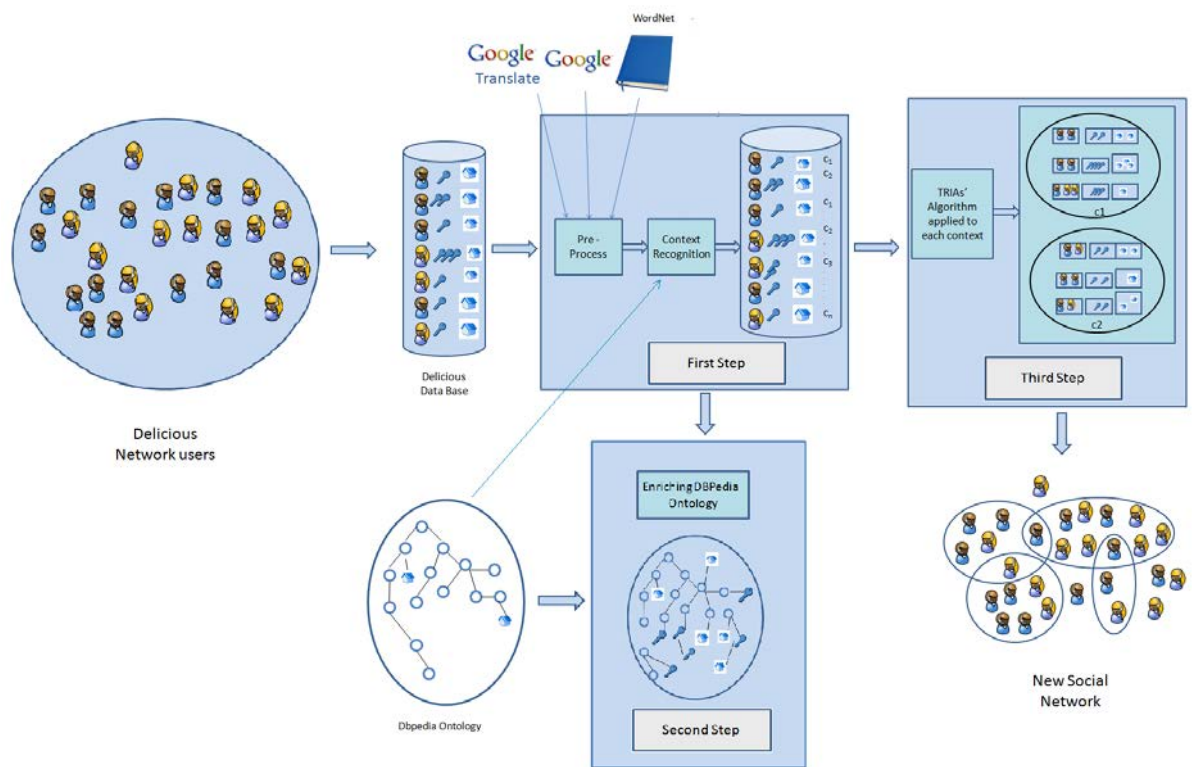 WordNet
Google
Translate
Google
Delicious
Network users
Delicious
Data Base
Pre -
Process
Context
Recognition
c1
c2
c1
c2
c3
cn
First Step
TRIAs'
Algorithm
applied to
each context
c1
c2
Third Step
Enriching DBPedia
Ontology
Second Step
Dbpedia Ontology
New Social
Network